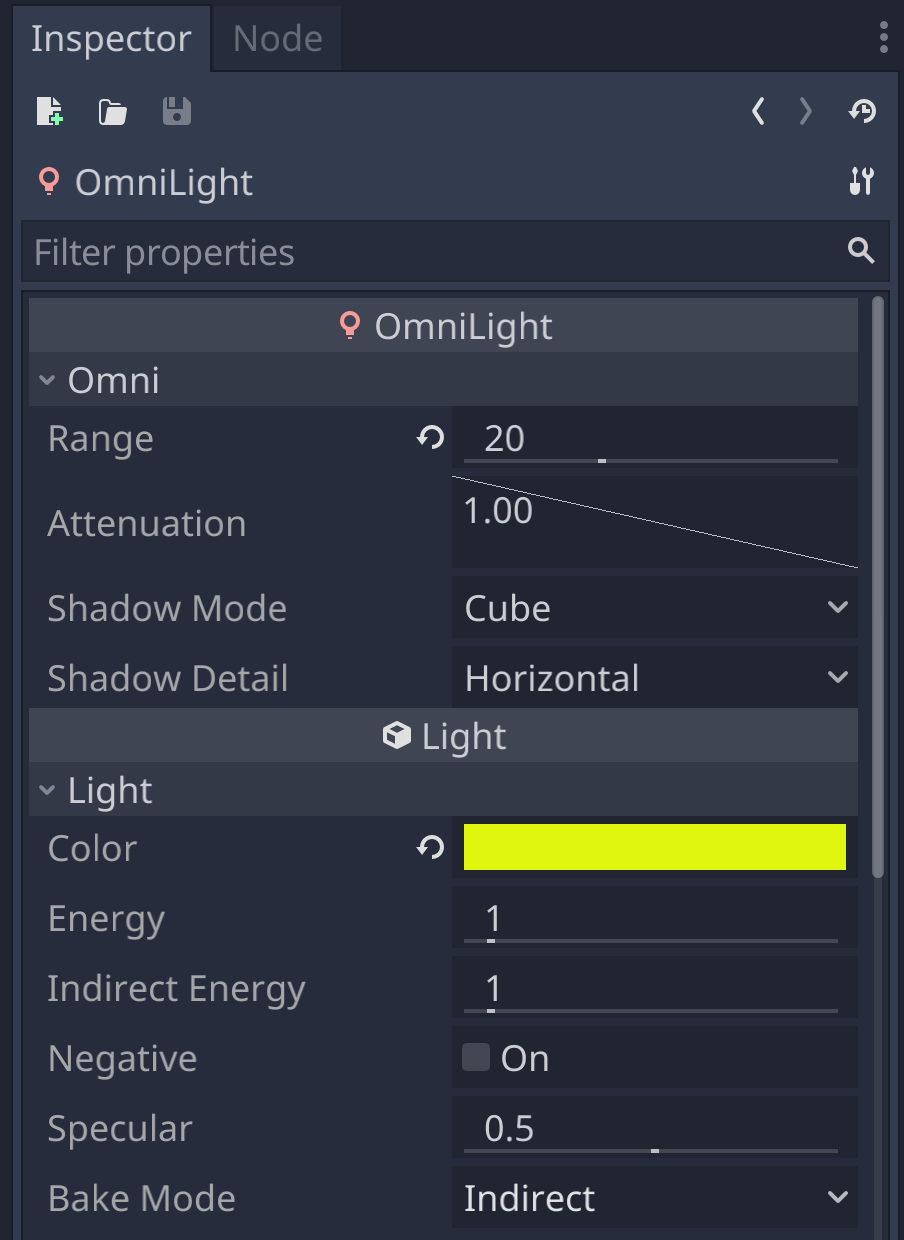 Inspector Node
OmniLight
Filter properties
OmniLight
Omni
Range 20
Attenuation 1.00
Shadow Mode Cube
Shadow Detail Horizontal
Light
Light
Color
Energy 1
Indirect Energy 1
Negative On
Specular 0.5
Bake Mode Indirect